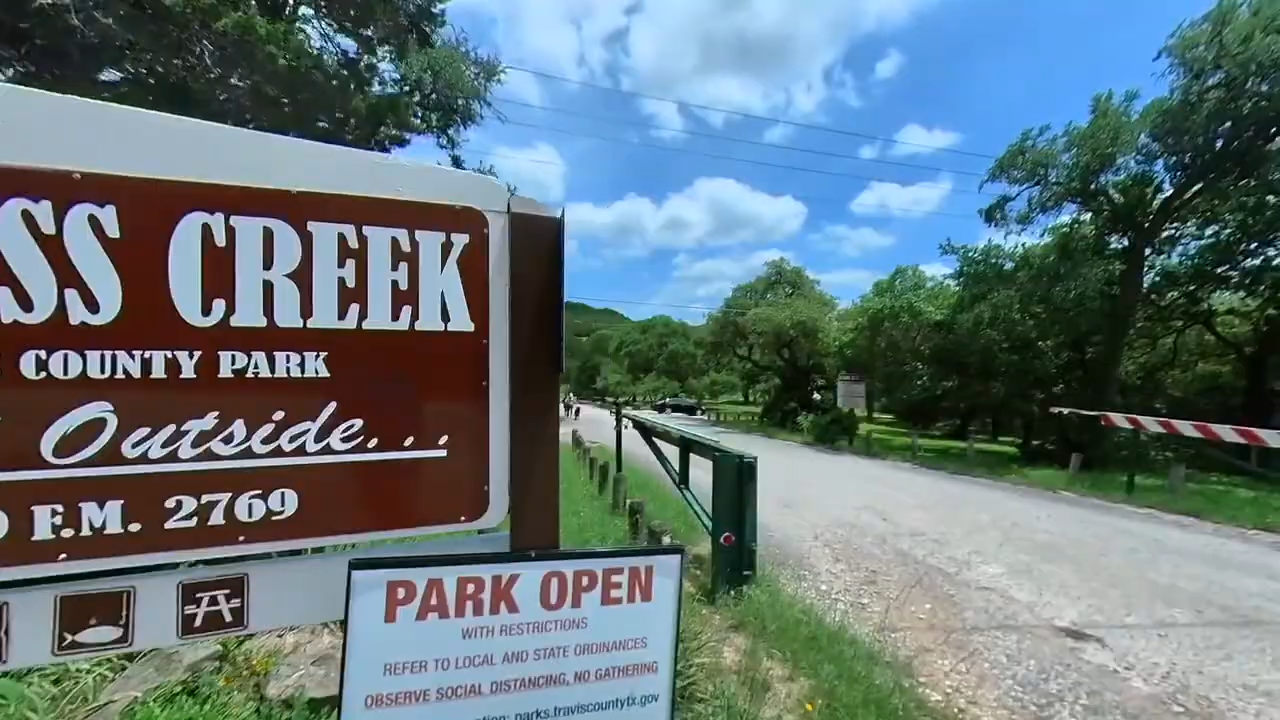 SS CREEK
COUNTY PARK
Outside...
F.M. 2769
PARK OPEN
WITH RESTRICTIONS
REFER TO LOCAL AND STATE ORDINANCES
OBSERVE SOCIAL DISTANCING, NO GATHERING
parks.traviscountytx.gov